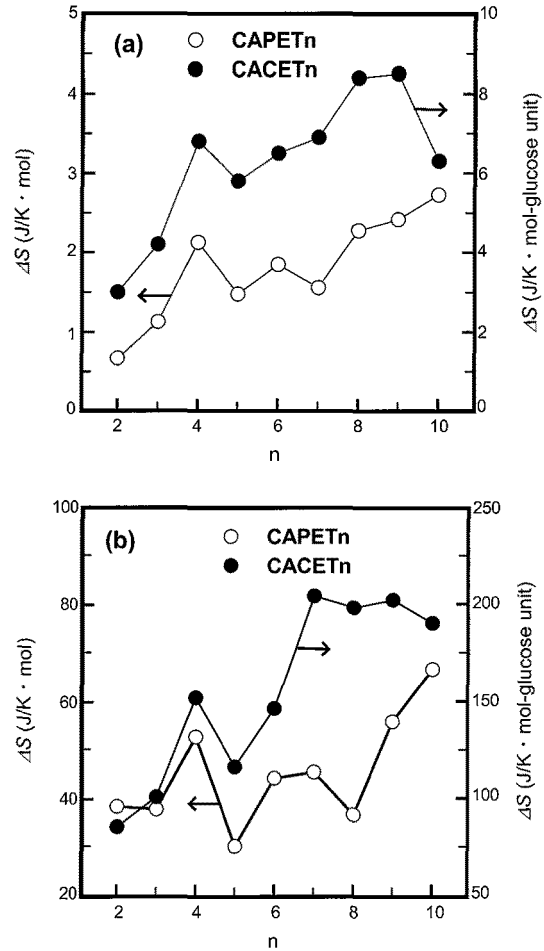 (a)
CAPETn
CACETn
5
4
3
2
1
0
ΔS (J/K・mol)
10
8
6
4
2
0
ΔS (J/K・mol-glucose unit)
2 4 6 8 10
n
(b)
CAPETn
CACETn
100
80
60
40
20
ΔS (J/K・mol)
250
200
150
100
50
ΔS (J/K・mol-glucose unit)
2 4 6 8 10
n